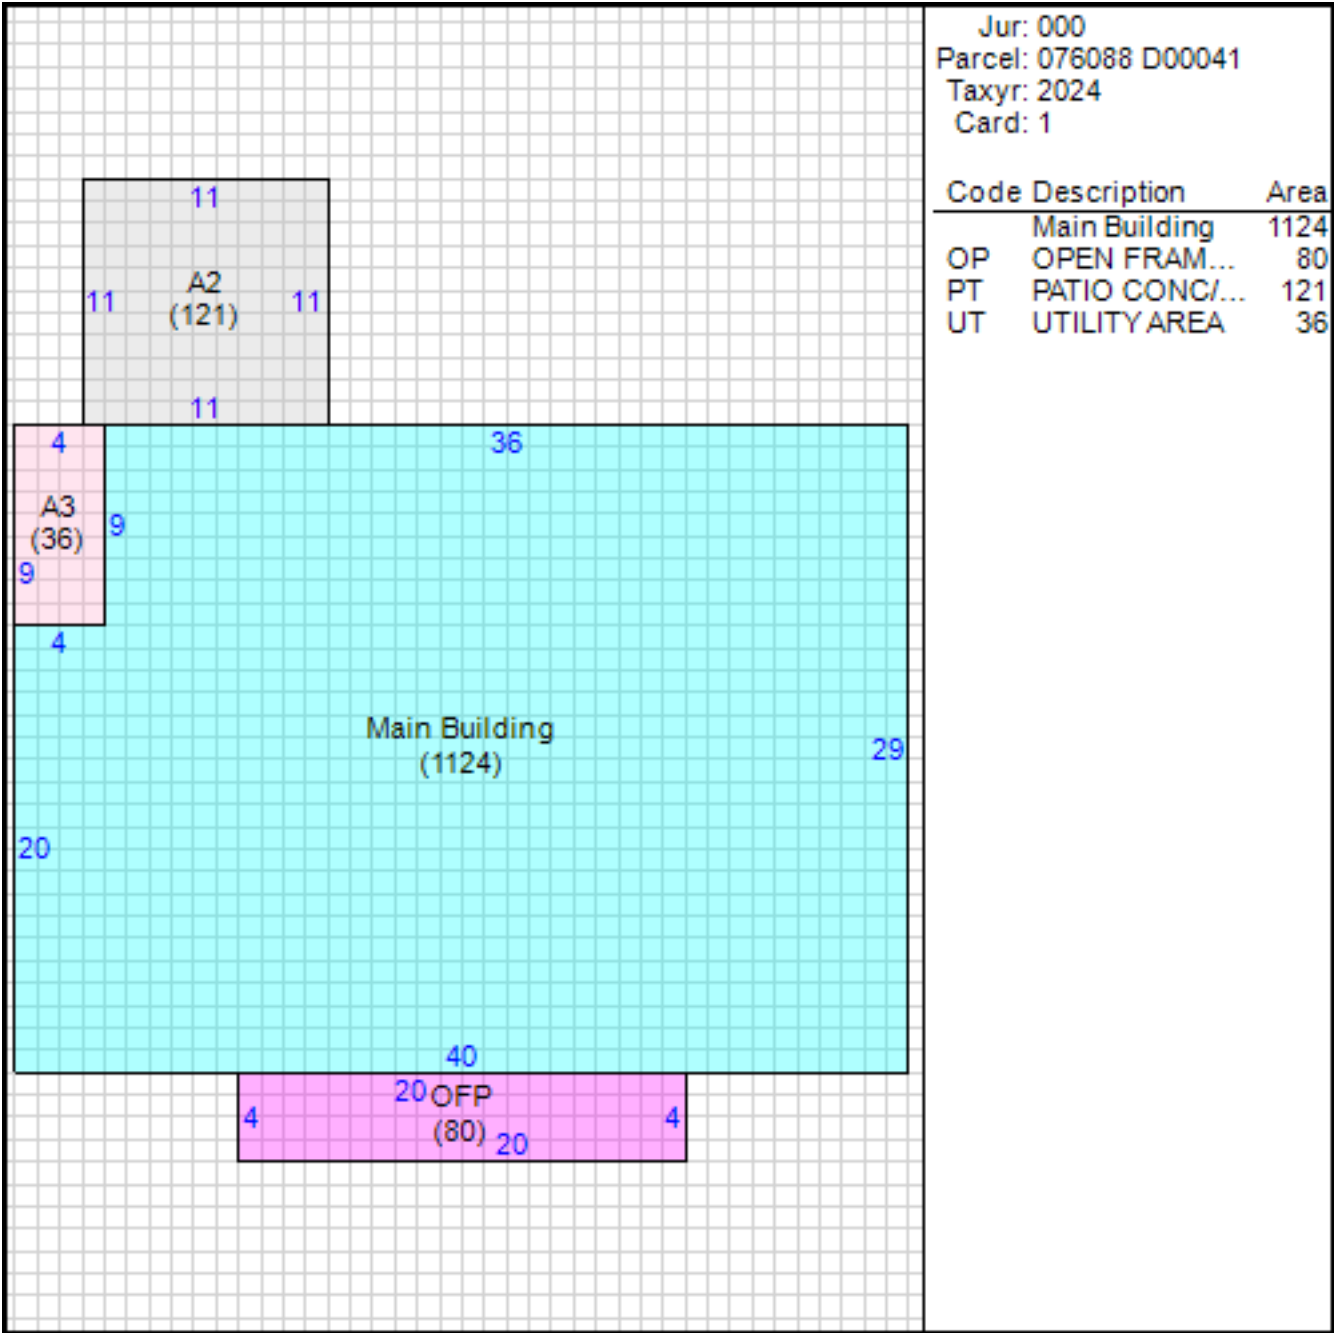 Jur: 000
Parcel: 076088 D00041
Taxyr: 2024
Card: 1
Code Description Area
Main Building 1124
OP OPEN FRAM... 80
PT PATIO CONC/... 121
UT UTILITY AREA 36
11
A2
11 (121) 11
11
4 36
A3
(36) 9
9
4
Main Building
(1124)
29
20
40
20 OFP
4 (80) 4
20